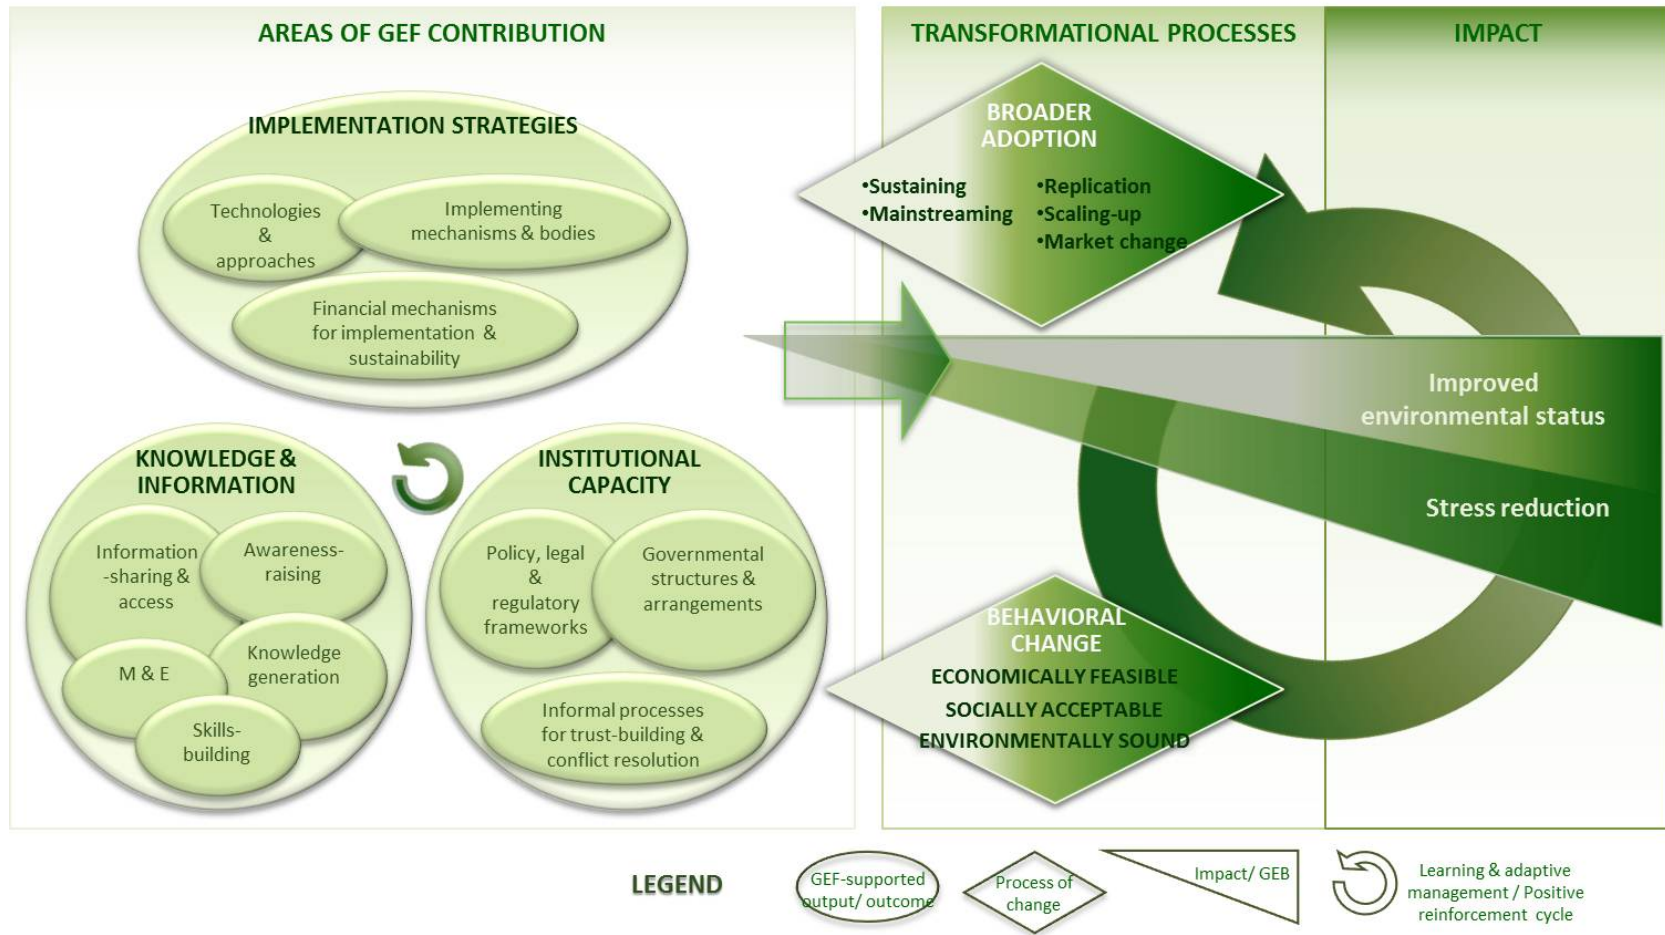 AREAS OF GEF CONTRIBUTION
IMPLEMENTATION STRATEGIES
Technologies
&
approaches
Implementing
mechanisms & bodies
Financial mechanisms
for implementation &
sustainability
KNOWLEDGE &
INFORMATION
Information
-sharing &
access
Awareness-
raising
M & E
Knowledge
generation
Skills-
building
INSTITUTIONAL
CAPACITY
Policy, legal
&
regulatory
frameworks
Governmental
structures &
arrangements
Informal processes
for trust-building &
conflict resolution
TRANSFORMATIONAL PROCESSES
BROADER
ADOPTION
•Sustaining
•Mainstreaming
•Replication
•Scaling-up
•Market change
BEHAVIORAL
CHANGE
ECONOMICALLY FEASIBLE
SOCIALLY ACCEPTABLE
ENVIRONMENTALLY SOUND
IMPACT
Improved
environmental status
Stress reduction
LEGEND
GEF-supported
output/ outcome
Process of
change
Impact/ GEB
Learning & adaptive
management / Positive
reinforcement cycle